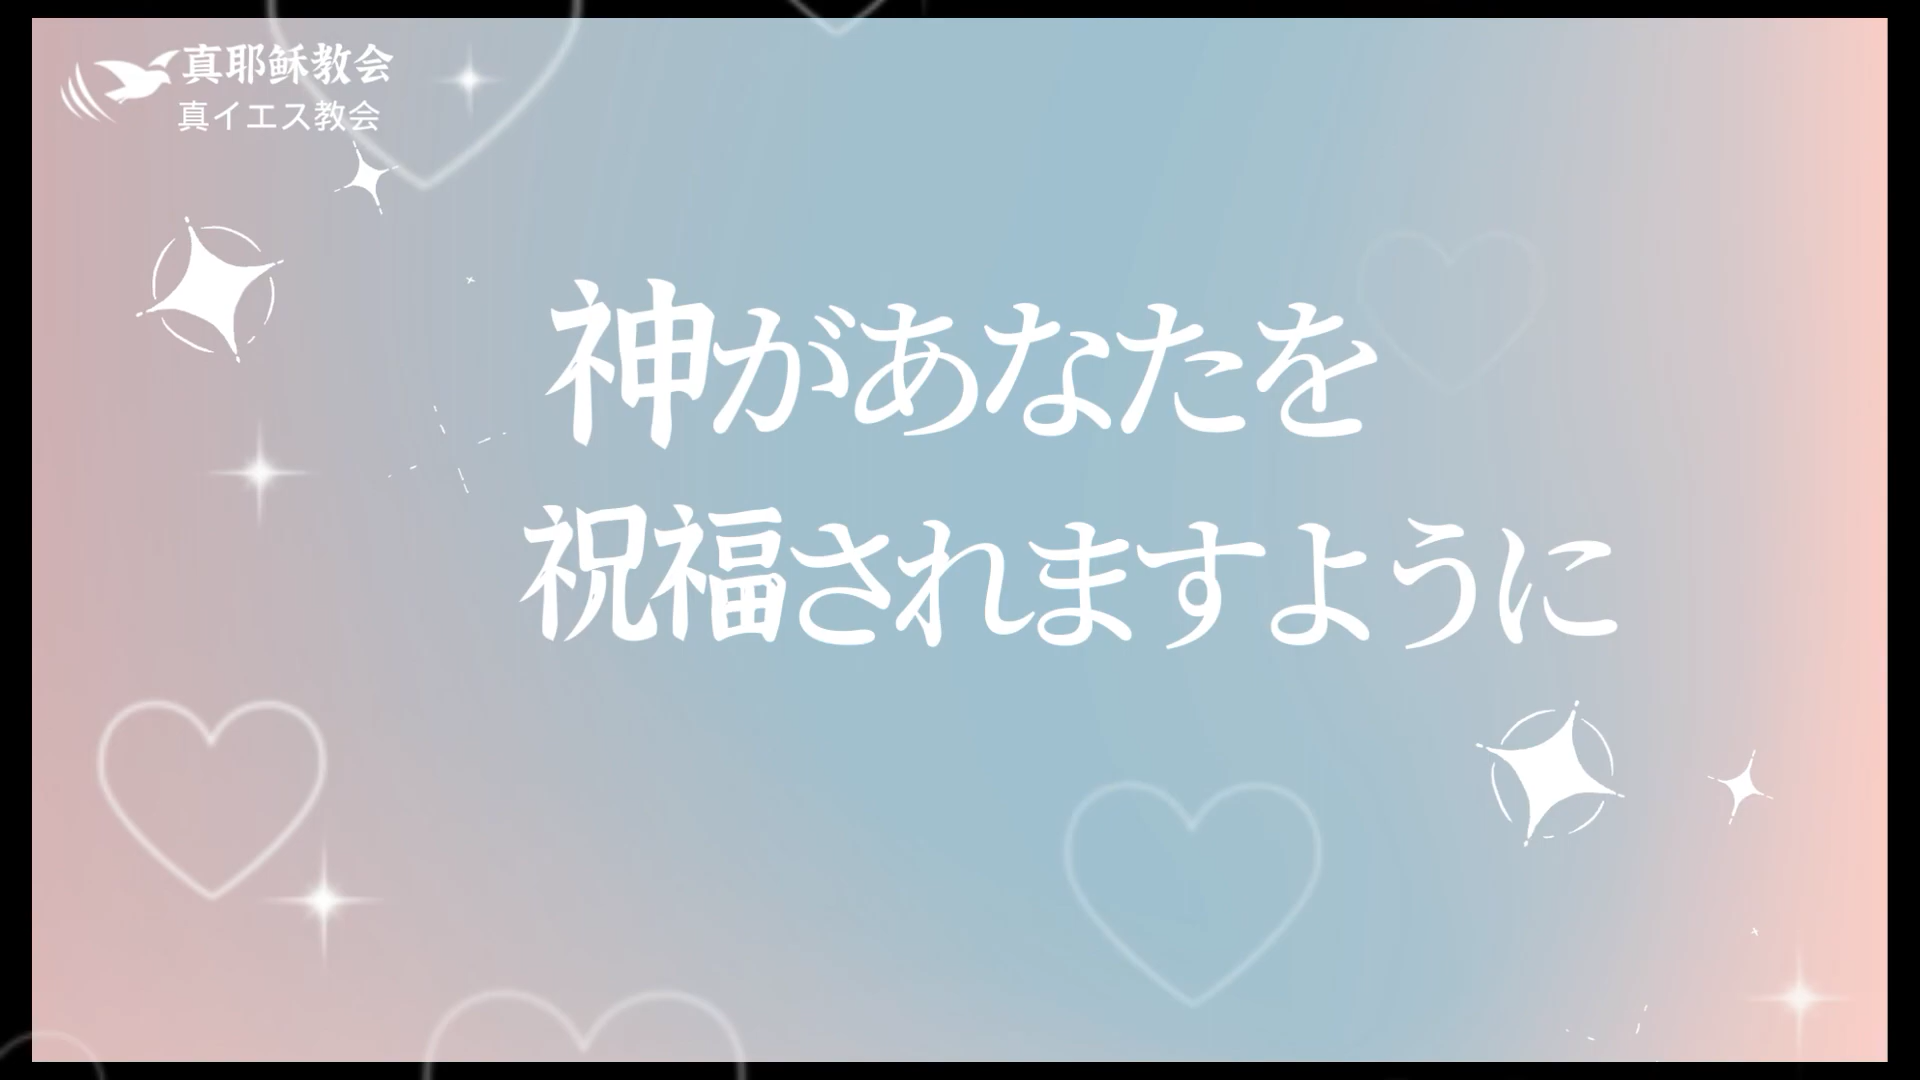 真耶稣教会
真イエス教会
神があなたを
祝福されますように